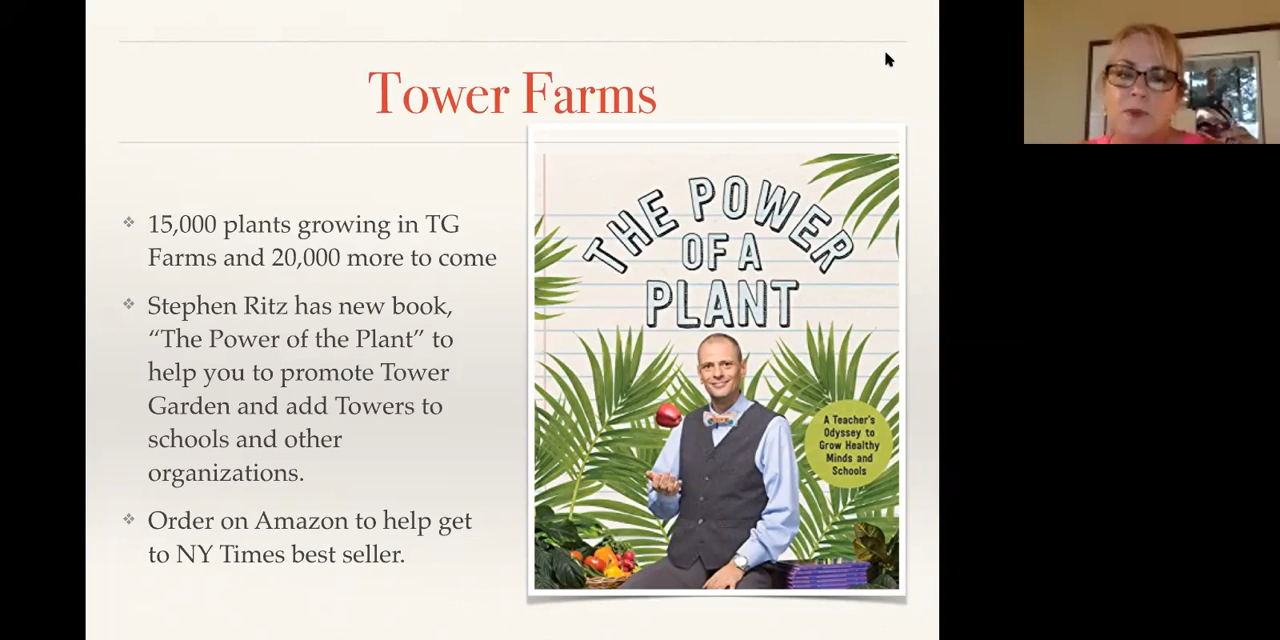 Tower Farms
15,000 plants growing in TG
Farms and 20,000 more to come
Stephen Ritz has new book,
“The Power of the Plant” to
help you to promote Tower
Garden and add Towers to
schools and other
organizations.
Order on Amazon to help get
to NY Times best seller.
THE POWER
OF A
PLANT
A Teacher's
Odyssey to
Grow Healthy
Minds and
Schools